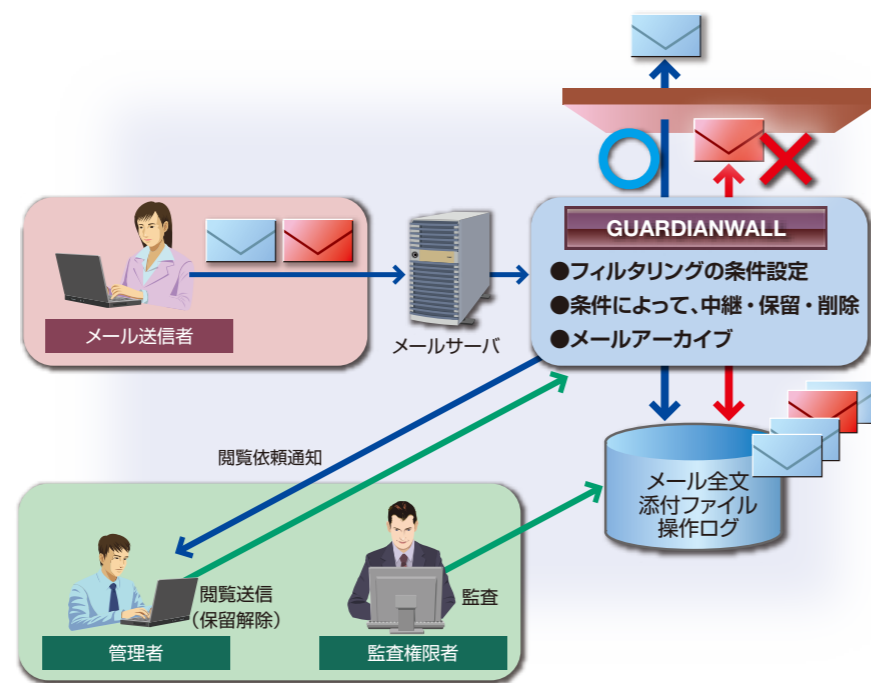 GUARDIANWALL
●フィルタリングの条件設定
●条件によって、中継・保留・削除
●メールアーカイブ
メール送信者
メールサーバ
閲覧依頼通知
メール全文
添付ファイル
操作ログ
閲覧送信
(保留解除)
監査
管理者
監査権限者